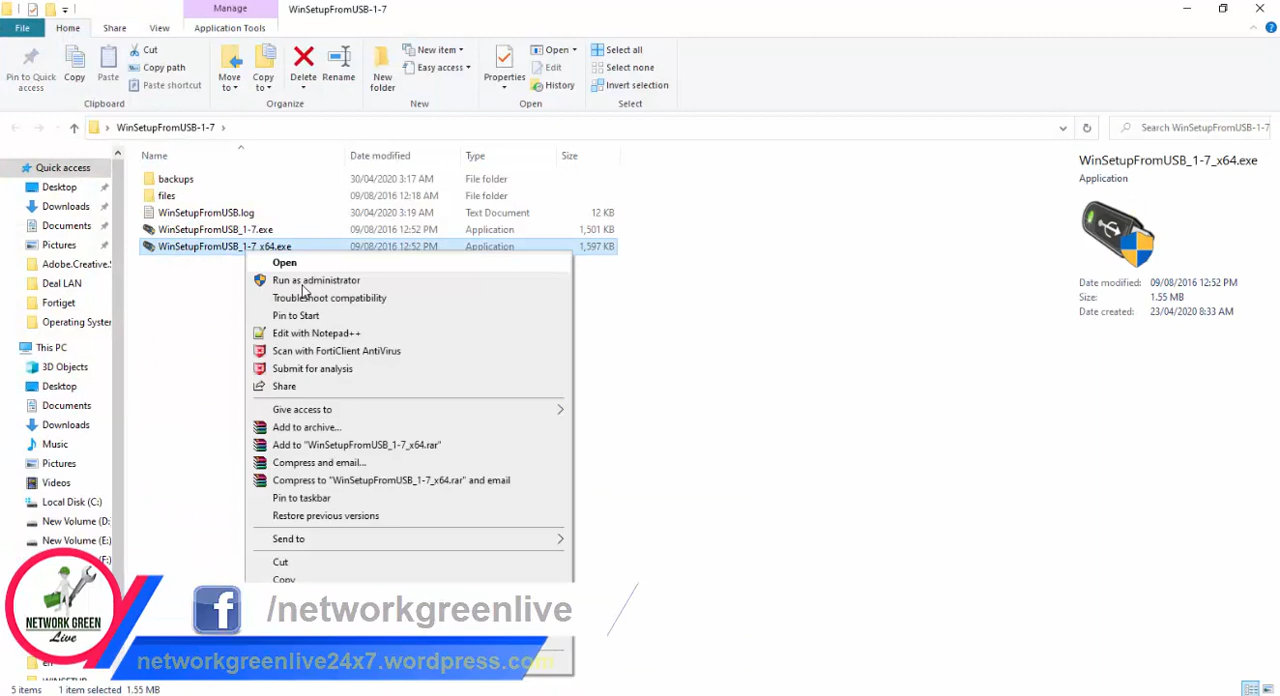 Manage
WinSetupFromUSB-1-7
File
Home
Share
View
Application Tools
Pin to Quick access
Copy
Paste
Cut
Copy path
Paste shortcut
Move to
Copy to
Delete
Rename
New folder
New item
Easy access
Properties
Open
Edit
History
Select all
Select none
Invert selection
Clipboard
Organize
New
Open
Select
WinSetupFromUSB-1-7
Search WinSetupFromUSB-1-7
Quick access
Desktop
Downloads
Documents
Pictures
Adobe.Creative.
Deal LAN
Fortiget
Operating Syster
This PC
3D Objects
Desktop
Documents
Downloads
Music
Pictures
Videos
Local Disk (C:)
New Volume (D:
New Volume (E:)
(F:)
Name Date modified Type Size
backups 30/04/2020 3:17 AM File folder
files 09/08/2016 12:18 AM File folder
WinSetupFromUSB.log 30/04/2020 3:19 AM Text Document 12 KB
WinSetupFromUSB_1-7.exe 09/08/2016 12:52 PM Application 1,501 KB
WinSetupFromUSB_1-7_x64.exe 09/08/2016 12:52 PM Application 1,597 KB
Open
Run as administrator
Troubleshoot compatibility
Pin to Start
Edit with Notepad++
Scan with FortiClient AntiVirus
Submit for analysis
Share
Give access to
Add to archive...
Add to "WinSetupFromUSB_1-7_x64.rar"
Compress and email...
Compress to "WinSetupFromUSB_1-7_x64.rar" and email
Pin to taskbar
Restore previous versions
Send to
Cut
Copy
WinSetupFromUSB_1-7_x64.exe
Application
Date modified: 09/08/2016 12:52 PM
Size: 1.55 MB
Date created: 23/04/2020 8:33 AM
NETWORK GREEN
Live
f
/networkgreenlive
networkgreenlive24x7.wordpress.com
5 items 1 item selected 1.55 MB